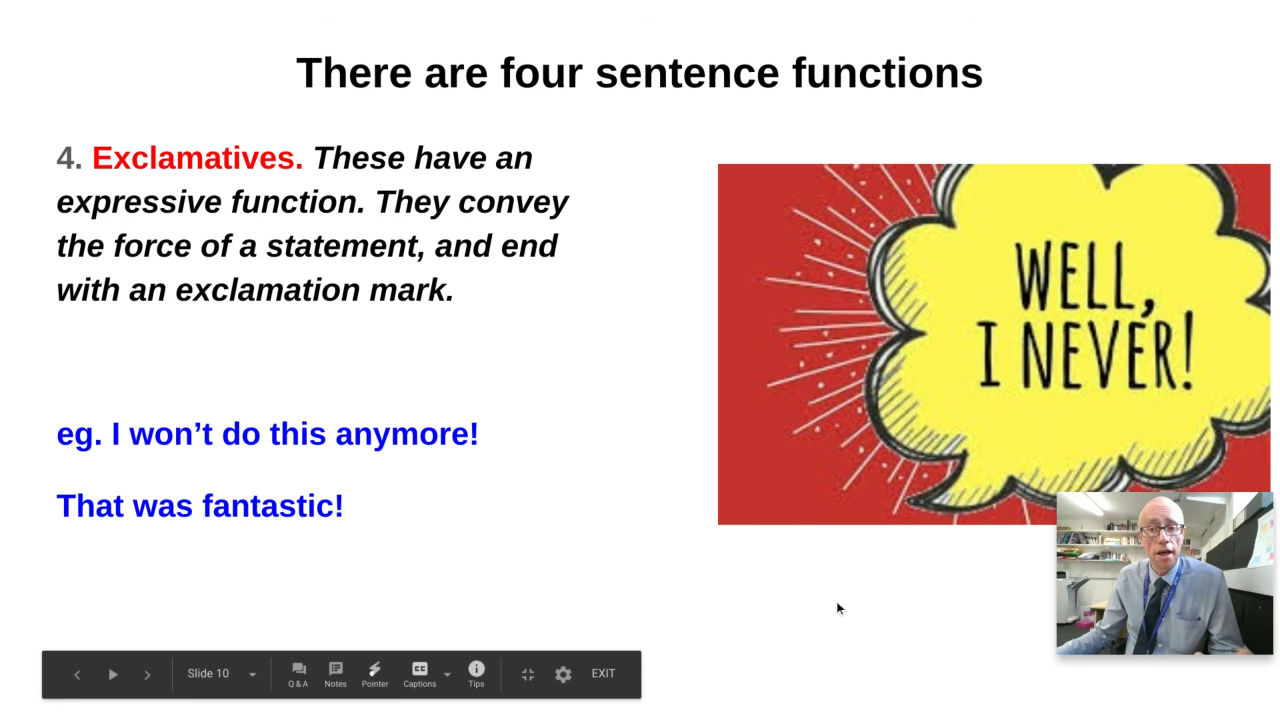 There are four sentence functions
4. Exclamatives. These have an
expressive function. They convey
the force of a statement, and end
with an exclamation mark.
eg. I won’t do this anymore!
That was fantastic!
WELL,
I NEVER!
Slide 10
Q & A
Notes
Pointer
Captions
Tips
EXIT